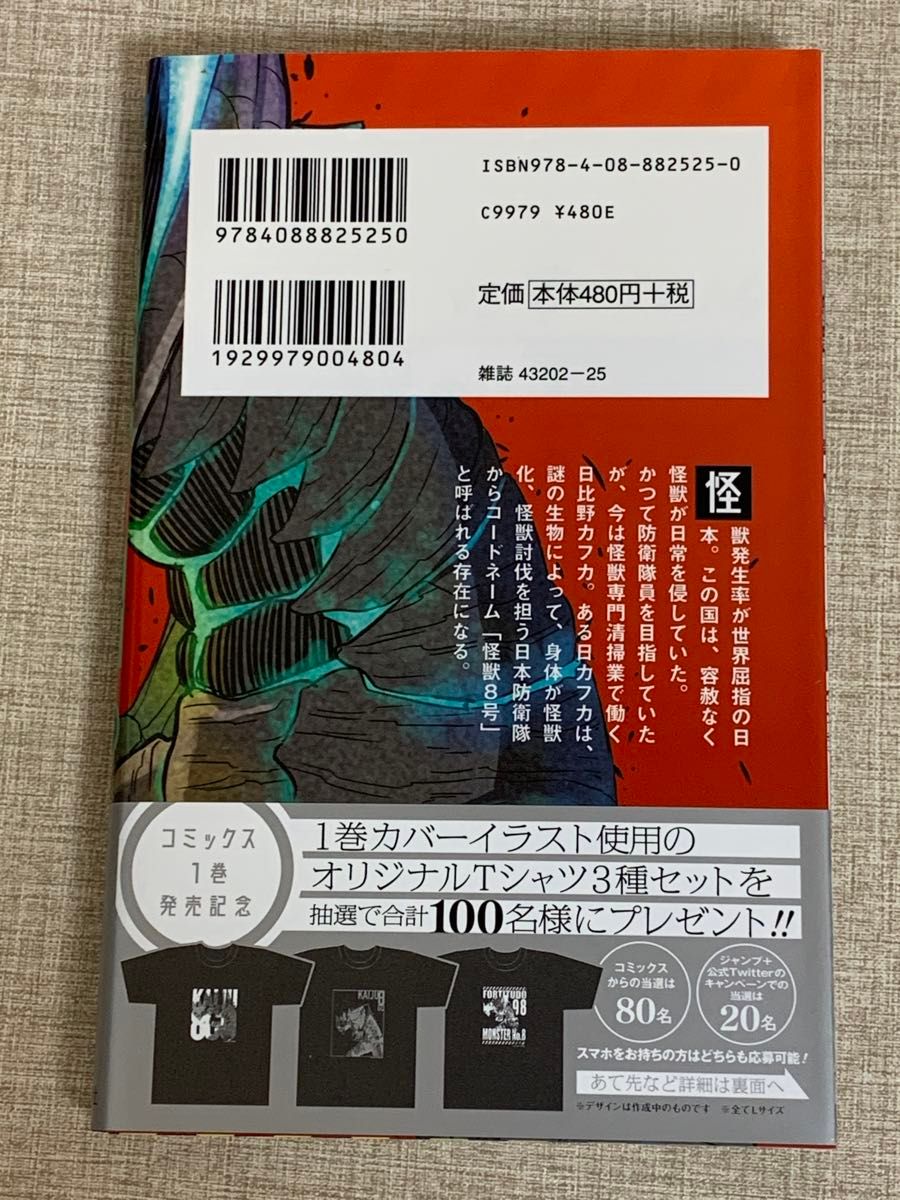 ISBN978-4-08-882525-0
C9979 ¥480E
9784088825250
定価 本体480円+税
1929979004804
雑誌 43202-25
怪獣発生率が世界屈指の日
本。この国は、容赦なく
怪獣が日常を侵していた。
かつて防衛隊員を目指していた
が、今は怪獣専門清掃業で働く
日比野カフカ。ある日カフカは、
謎の生物によって、身体が怪獣
化、怪獣討伐を担う日本防衛隊
からコードネーム「怪獣8号」
と呼ばれる存在になる。
コミックス
1巻
発売記念
1巻カバーイラスト使用の
オリジナルTシャツ3種セットを
抽選で合計100名様にプレゼント!!
KAIJU
8
KAIJU
8
FORTITUDO
98
MONSTER No.8
コミックス
からの当選は
80名
ジャンプ+
公式Twitterの
キャンペーンでの
当選は
20名
スマホをお持ちの方はどちらも応募可能!
あて先など詳細は裏面へ
※デザインは作成中のものです ※全てLサイズ